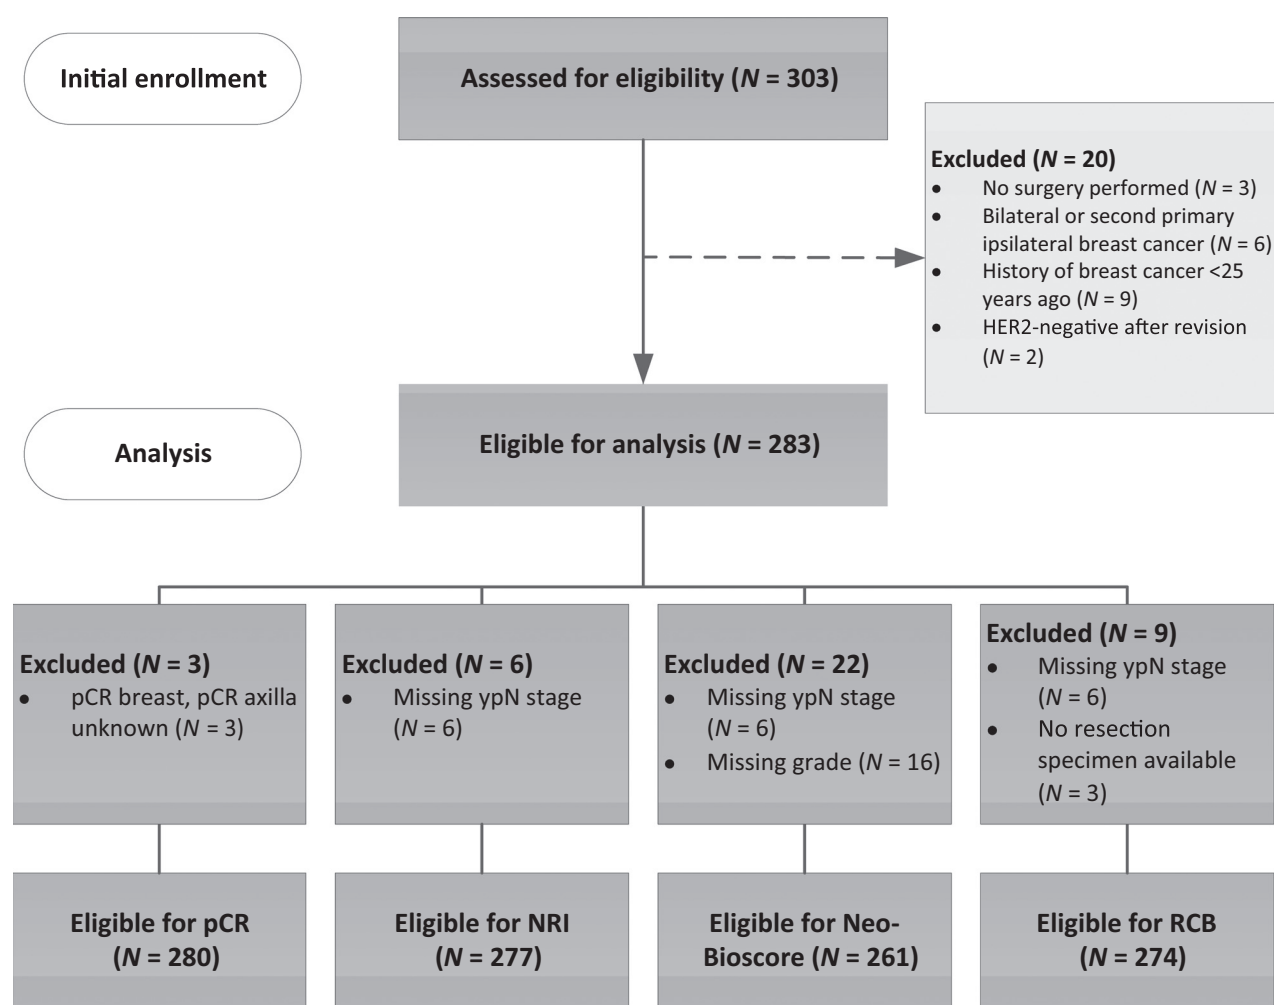 Initial enrollment
Assessed for eligibility (N = 303)
Excluded (N = 20)
● No surgery performed (N = 3)
● Bilateral or second primary
ipsilateral breast cancer (N = 6)
● History of breast cancer <25
years ago (N = 9)
● HER2-negative after revision
(N = 2)
Analysis
Eligible for analysis (N = 283)
Excluded (N = 3)
● pCR breast, pCR axilla
unknown (N = 3)
Excluded (N = 6)
● Missing ypN stage
(N = 6)
Excluded (N = 22)
● Missing ypN stage
(N = 6)
● Missing grade (N = 16)
Excluded (N = 9)
● Missing ypN stage
(N = 6)
● No resection
specimen available
(N = 3)
Eligible for pCR
(N = 280)
Eligible for NRI
(N = 277)
Eligible for Neo-
Bioscore (N = 261)
Eligible for RCB
(N = 274)